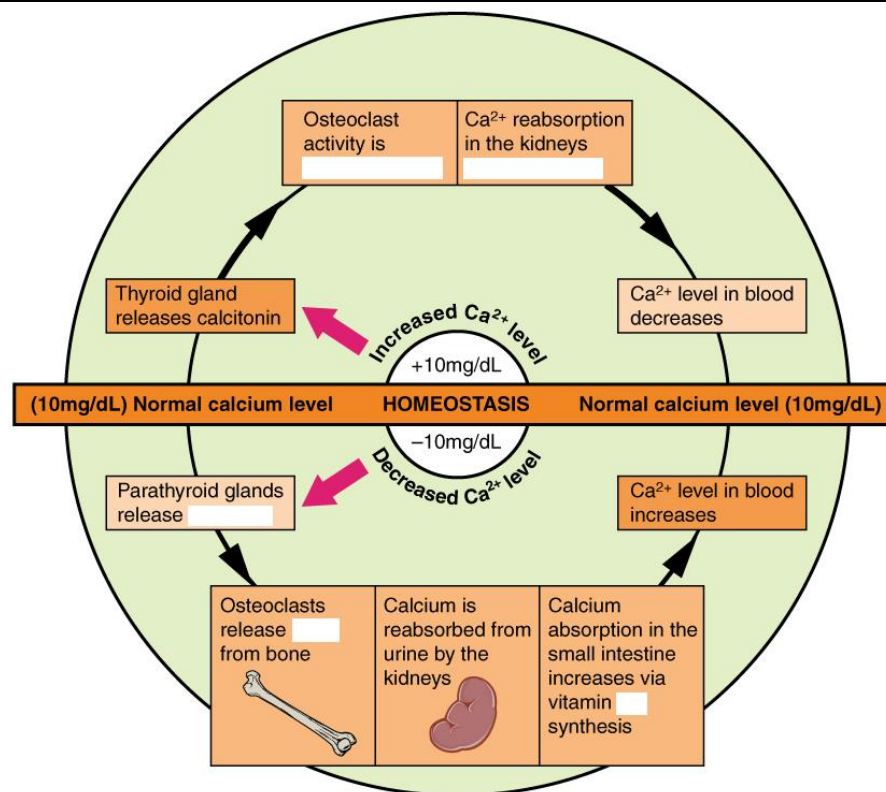 Osteoclast
activity is
Ca²⁺ reabsorption
in the kidneys
Thyroid gland
releases calcitonin
Increased Ca²⁺ level
+10mg/dL
Ca²⁺ level in blood
decreases
(10mg/dL) Normal calcium level
HOMEOSTASIS
Normal calcium level (10mg/dL)
–10mg/dL
Decreased Ca²⁺ level
Parathyroid glands
release
Ca²⁺ level in blood
increases
Osteoclasts
release
from bone
Calcium is
reabsorbed from
urine by the
kidneys
Calcium
absorption in the
small intestine
increases via
vitamin
synthesis